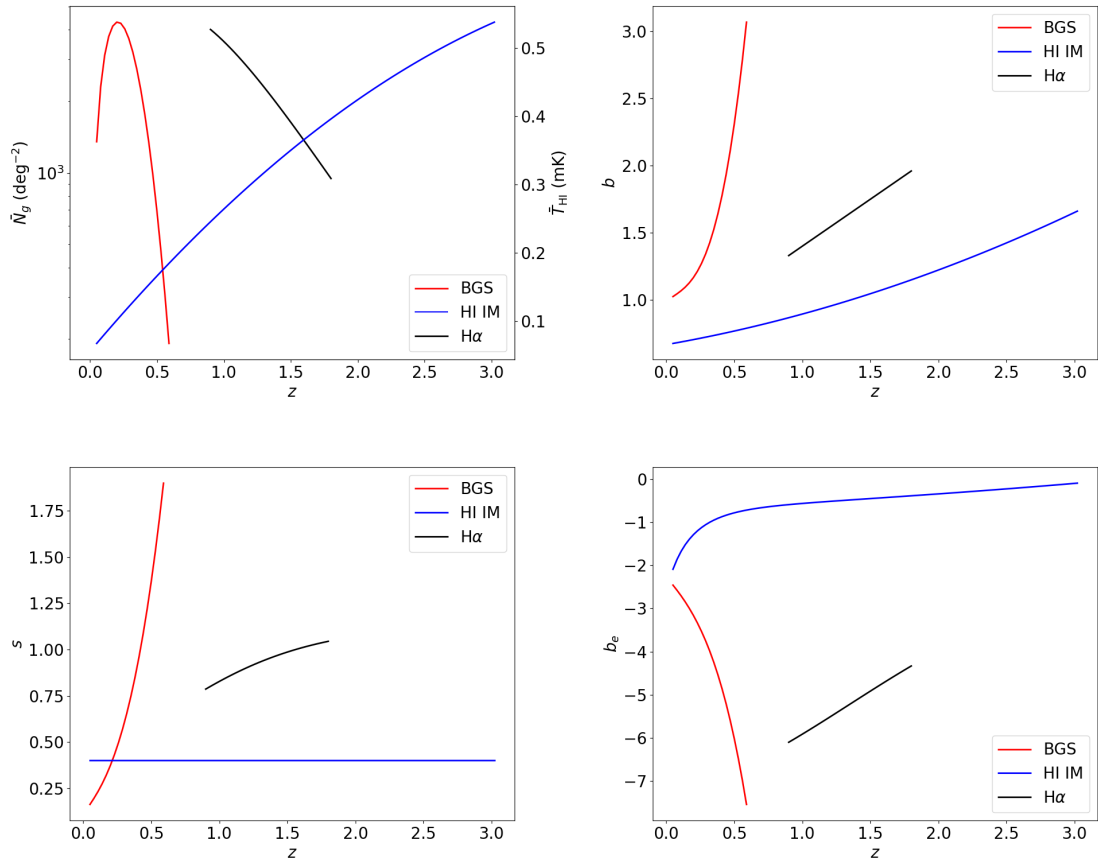 10³
N̄_g (deg⁻²)
0.5
0.4
0.3
0.2
0.1
T̄_HI (mK)
BGS
HI IM
Hα
0.0 0.5 1.0 1.5 2.0 2.5 3.0
z
3.0
2.5
2.0
1.5
1.0
b
BGS
HI IM
Hα
0.0 0.5 1.0 1.5 2.0 2.5 3.0
z
1.75
1.50
1.25
1.00
0.75
0.50
0.25
s
BGS
HI IM
Hα
0.0 0.5 1.0 1.5 2.0 2.5 3.0
z
0
−1
−2
−3
−4
−5
−6
−7
b_e
BGS
HI IM
Hα
0.0 0.5 1.0 1.5 2.0 2.5 3.0
z